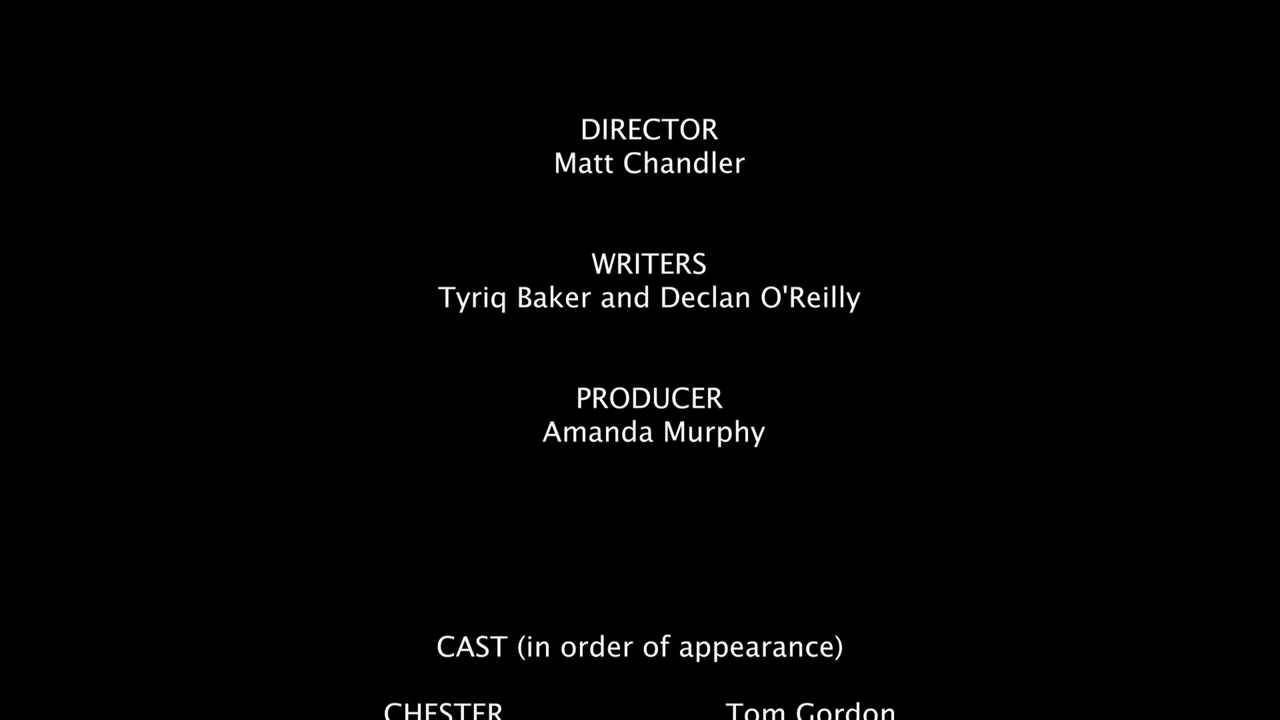 DIRECTOR
Matt Chandler
WRITERS
Tyriq Baker and Declan O'Reilly
PRODUCER
Amanda Murphy
CAST (in order of appearance)
CHESTER Tom Gordon